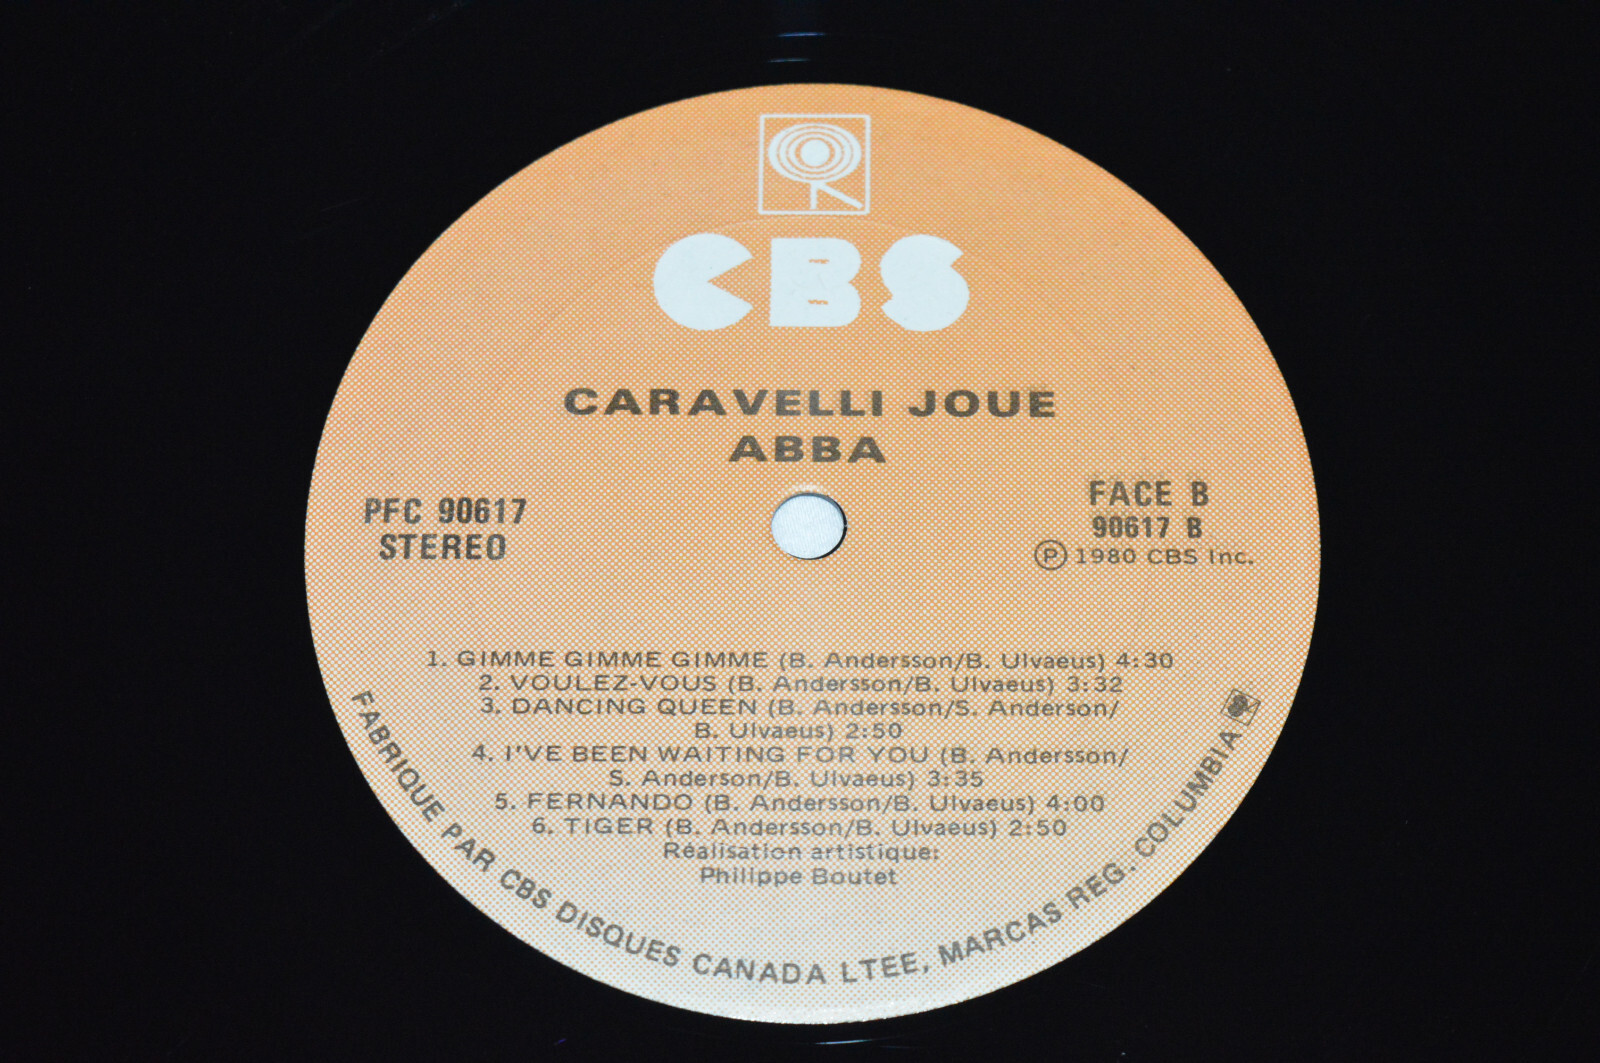 CBS
CARAVELLI JOUE
ABBA
PFC 90617
STEREO
FACE B
90617 B
Ⓟ 1980 CBS Inc.
1. GIMME GIMME GIMME (B. Andersson/B. Ulvaeus) 4:30
2. VOULEZ-VOUS (B. Andersson/B. Ulvaeus) 3:32
3. DANCING QUEEN (B. Andersson/S. Anderson/
B. Ulvaeus) 2:50
4. I'VE BEEN WAITING FOR YOU (B. Andersson/
S. Anderson/B. Ulvaeus) 3:35
5. FERNANDO (B. Andersson/B. Ulvaeus) 4:00
6. TIGER (B. Andersson/B. Ulvaeus) 2:50
Réalisation artistique:
Philippe Boutet
FABRIQUE PAR CBS DISQUES CANADA LTEE, MARCAS REG. COLUMBIA